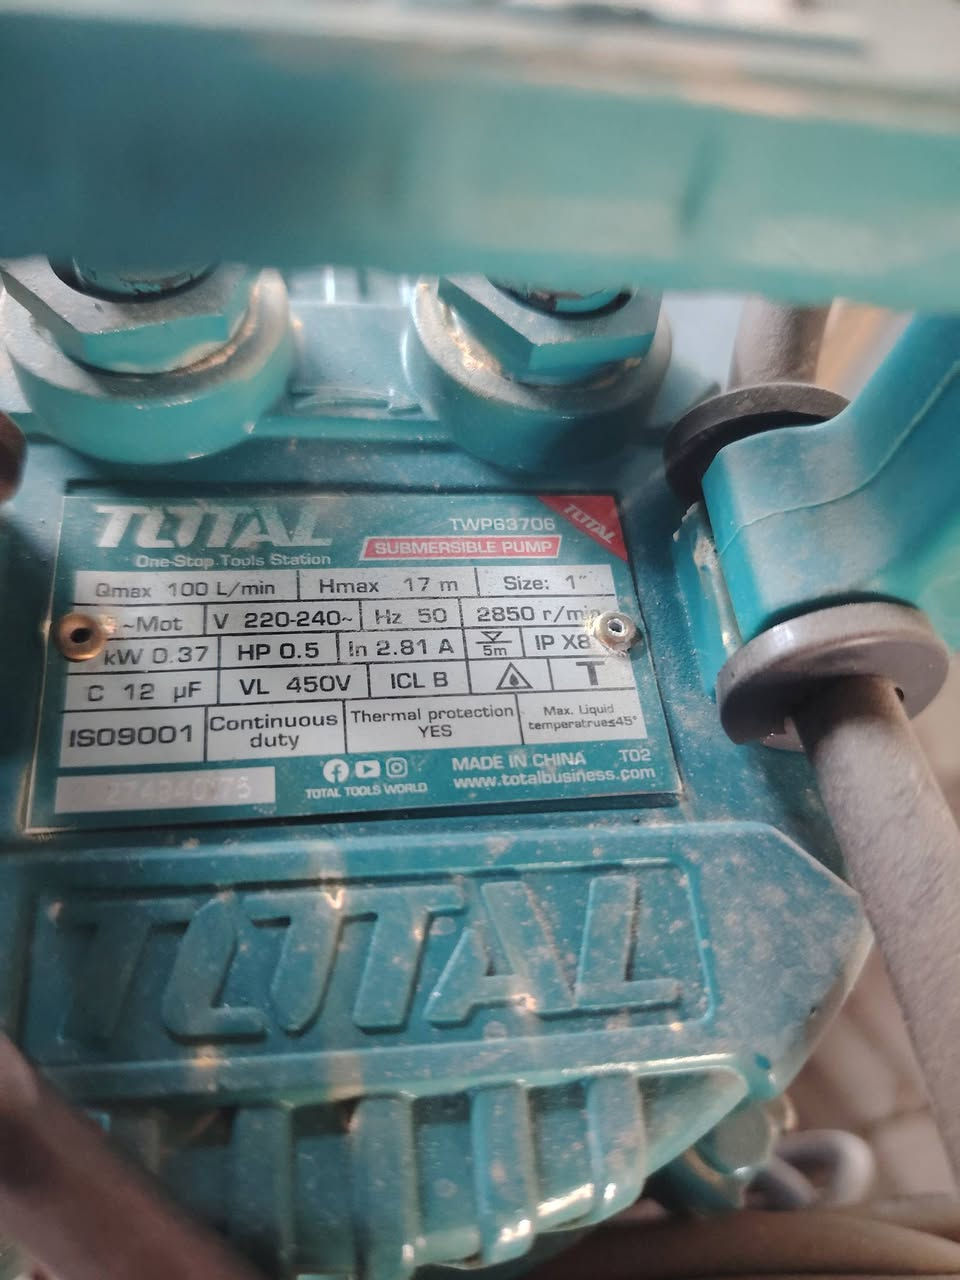 TOTAL
One-Stop Tools Station
TWP63706
SUBMERSIBLE PUMP
TOTAL
Qmax 100 L/min Hmax 17 m Size: 1"
~Mot V 220-240~ Hz 50 2850 r/min
kW 0.37 HP 0.5 In 2.81 A 5m IP X8
C 12 µF VL 450V ICL B T
ISO9001 Continuous duty Thermal protection YES Max. Liquid temperatrue≤45°
TOTAL TOOLS WORLD
MADE IN CHINA T02
www.totalbusiness.com
TOTAL